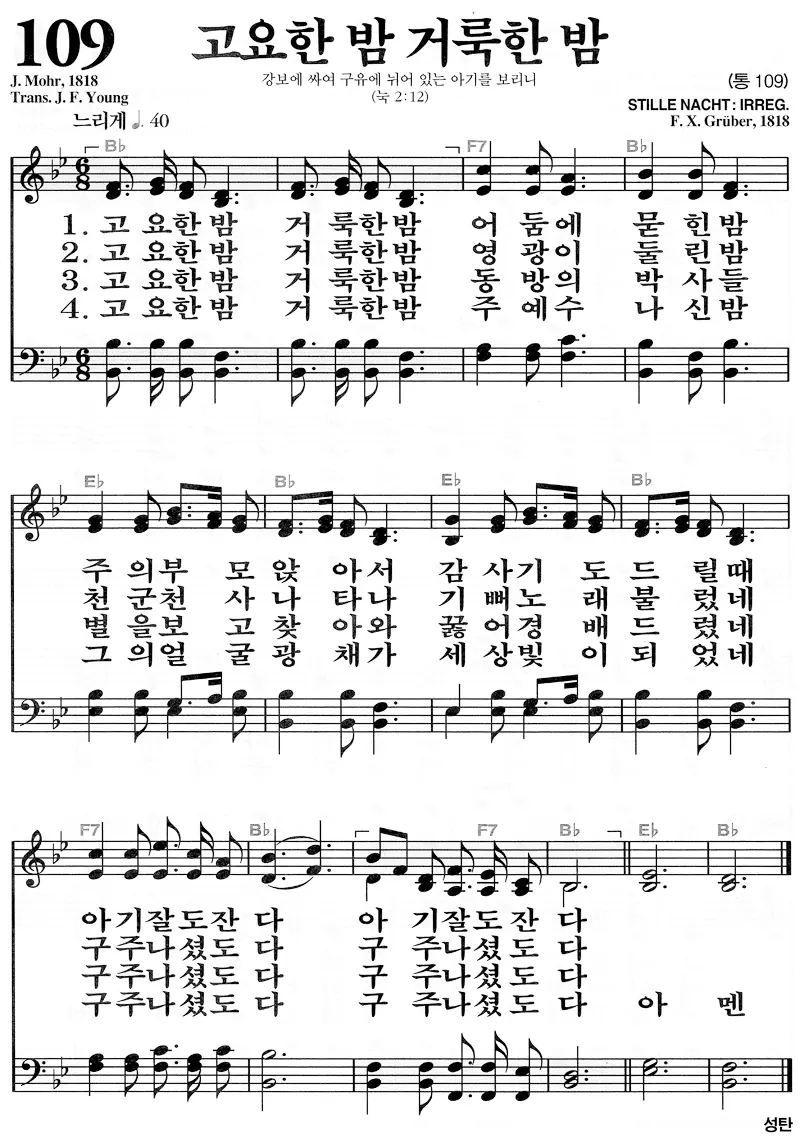 109 고요한 밤 거룩한 밤
J. Mohr, 1818 강보에 싸여 구유에 뉘어 있는 아기를 보리니 (통 109)
Trans. J. F. Young (눅 2:12) STILLE NACHT: IRREG.
느리게 ♩. 40 F. X. Grüber, 1818
B♭ F7 B♭
6/8
1. 고 요한 밤 거 룩한 밤 어 둠에 묻 힌 밤
2. 고 요한 밤 거 룩한 밤 영 광이 둘 린 밤
3. 고 요한 밤 거 룩한 밤 동 방의 박 사 들
4. 고 요한 밤 거 룩한 밤 주 예수 나 신 밤
6/8
E♭ B♭ E♭ B♭
주 의부 모 앉 아서 감 사기 도 드 릴때
천 군천 사 나 타나 기 뻐노 래 불 렀네
별 을보 고 찾 아와 꿇 어경 배 드 렸네
그 의얼 굴 광 채가 세 상빛 이 되 었네
F7 B♭ F7 B♭ E♭ B♭
아 기잘도잔 다 아 기잘도잔 다
구 주나셨도 다 구 주나셨도 다
구 주나셨도 다 구 주나셨도 다
구 주나셨도 다 구 주나셨도 다 아 멘
성탄